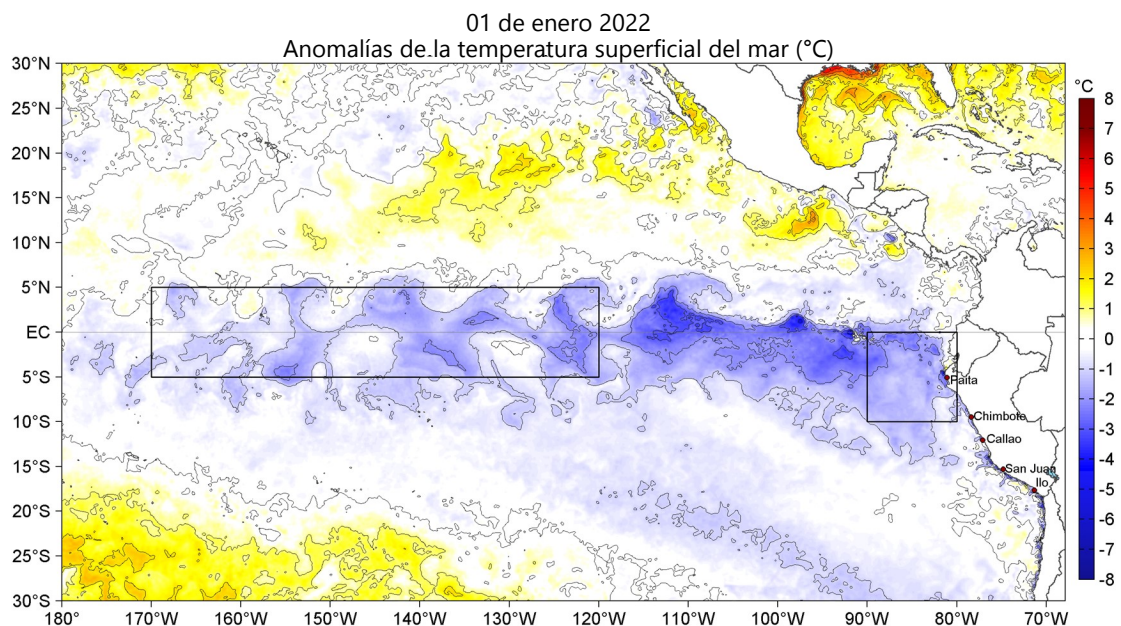 01 de enero 2022
Anomalías de la temperatura superficial del mar (°C)
30°N
25°N
20°N
15°N
10°N
5°N
EC
5°S
10°S
15°S
20°S
25°S
30°S
180°W
170°W
160°W
150°W
140°W
130°W
120°W
110°W
100°W
90°W
80°W
70°W
Paita
Chimbote
Callao
San Juan
Ilo
°C
8
7
6
5
4
3
2
1
0
-1
-2
-3
-4
-5
-6
-7
-8